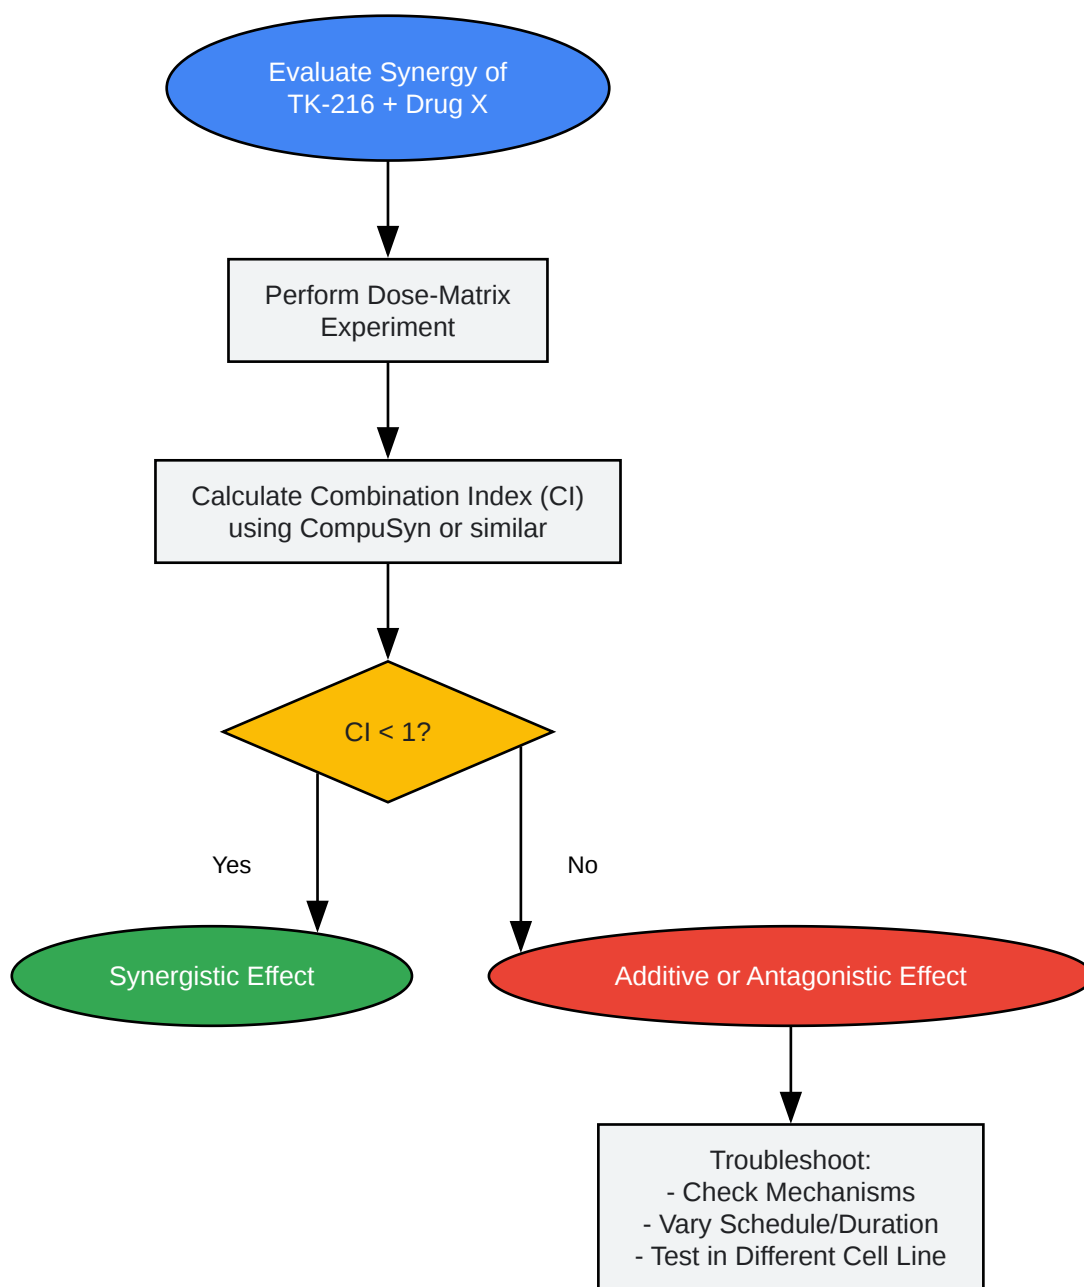 Evaluate Synergy of
TK-216 + Drug X
Perform Dose-Matrix
Experiment
Calculate Combination Index (CI)
using CompuSyn or similar
CI < 1?
Yes
No
Synergistic Effect
Additive or Antagonistic Effect
Troubleshoot:
- Check Mechanisms
- Vary Schedule/Duration
- Test in Different Cell Line